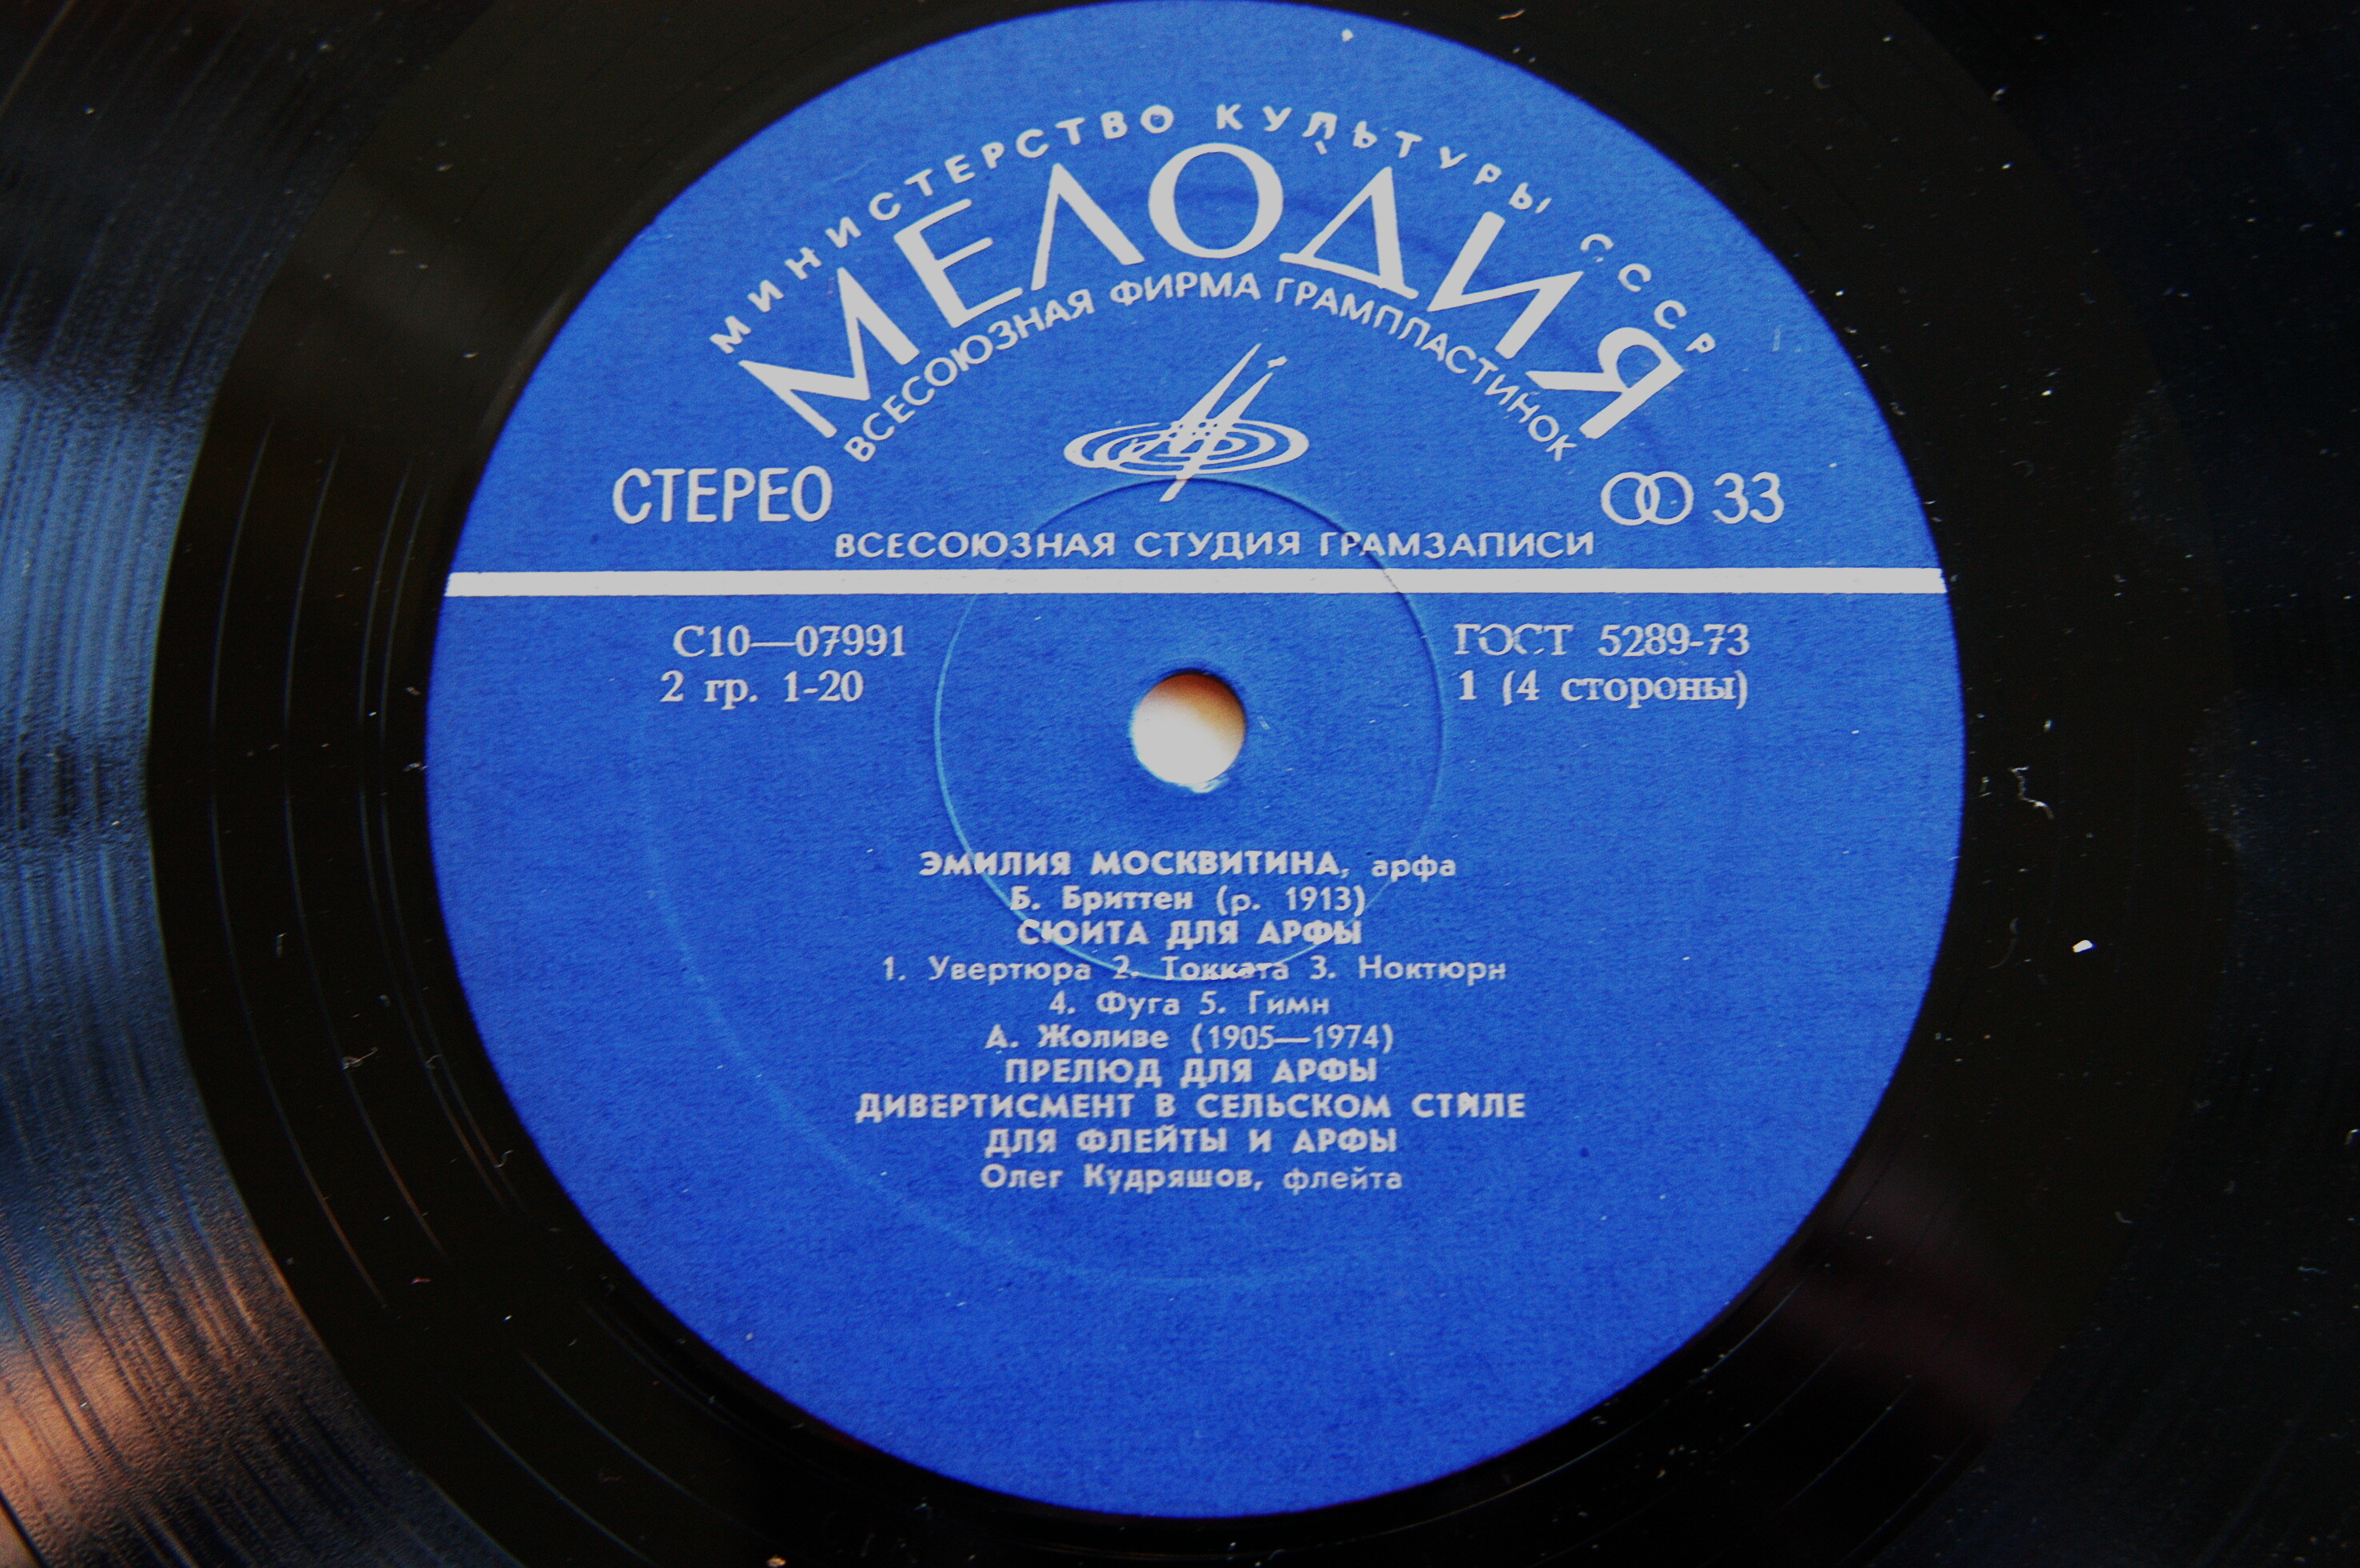 МИНИСТЕРСТВО КУЛЬТУРЫ СССР
МЕЛОДИЯ
ВСЕСОЮЗНАЯ ФИРМА ГРАМПЛАСТИНОК
СТЕРЕО 33
ВСЕСОЮЗНАЯ СТУДИЯ ГРАМЗАПИСИ
С10—07991 ГОСТ 5289-73
2 гр. 1-20 1 (4 стороны)
ЭМИЛИЯ МОСКВИТИНА, арфа
Б. Бриттен (р. 1913)
СЮИТА ДЛЯ АРФЫ
1. Увертюра 2. Токката 3. Ноктюрн
4. Фуга 5. Гимн
А. Жоливе (1905—1974)
ПРЕЛЮД ДЛЯ АРФЫ
ДИВЕРТИСМЕНТ В СЕЛЬСКОМ СТИЛЕ
ДЛЯ ФЛЕЙТЫ И АРФЫ
Олег Кудряшов, флейта